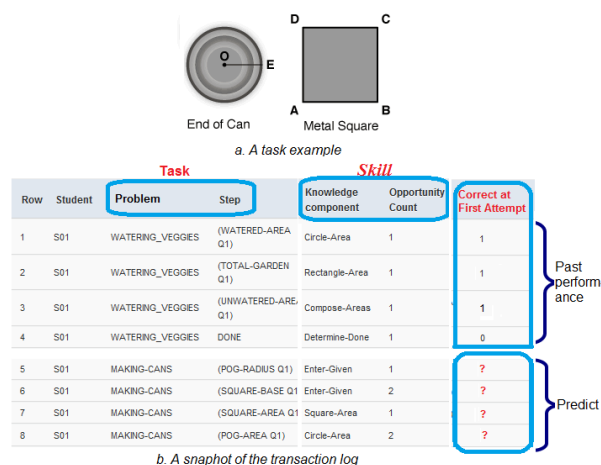 D C
O
E
A B
End of Can Metal Square
a. A task example
Task Skill
Row Student Problem Step Knowledge component Opportunity Count Correct at First Attempt
1 S01 WATERING_VEGGIES (WATERED-AREA Q1) Circle-Area 1 1
2 S01 WATERING_VEGGIES (TOTAL-GARDEN Q1) Rectangle-Area 1 1
3 S01 WATERING_VEGGIES (UNWATERED-AREA Q1) Compose-Areas 1 1
4 S01 WATERING_VEGGIES DONE Determine-Done 1 0
Past perform ance
5 S01 MAKING-CANS (POG-RADIUS Q1) Enter-Given 1 ?
6 S01 MAKING-CANS (SQUARE-BASE Q1 Enter-Given 2 ?
7 S01 MAKING-CANS (SQUARE-AREA Q1 Square-Area 1 ?
8 S01 MAKING-CANS (POG-AREA Q1) Circle-Area 2 ?
Predict
b. A snaphot of the transaction log